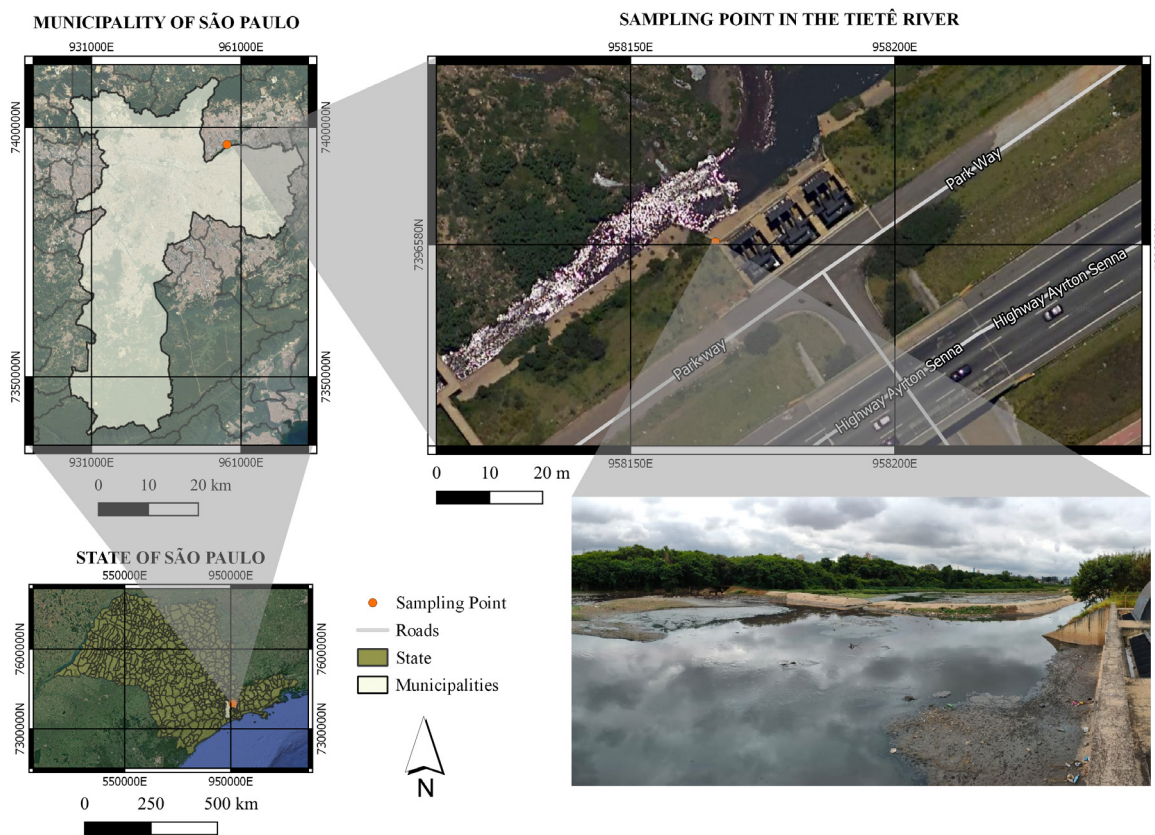 MUNICIPALITY OF SÃO PAULO
931000E 961000E
7400000N 7400000N
7350000N 7350000N
931000E 961000E
0 10 20 km
SAMPLING POINT IN THE TIETÊ RIVER
958150E 958200E
7396580N
Park Way
Park way
Highway Ayrton Senna
Highway Ayrton Senna
958150E 958200E
0 10 20 m
STATE OF SÃO PAULO
550000E 950000E
7600000N 7600000N
7300000N 7300000N
550000E 950000E
0 250 500 km
Sampling Point
Roads
State
Municipalities
N